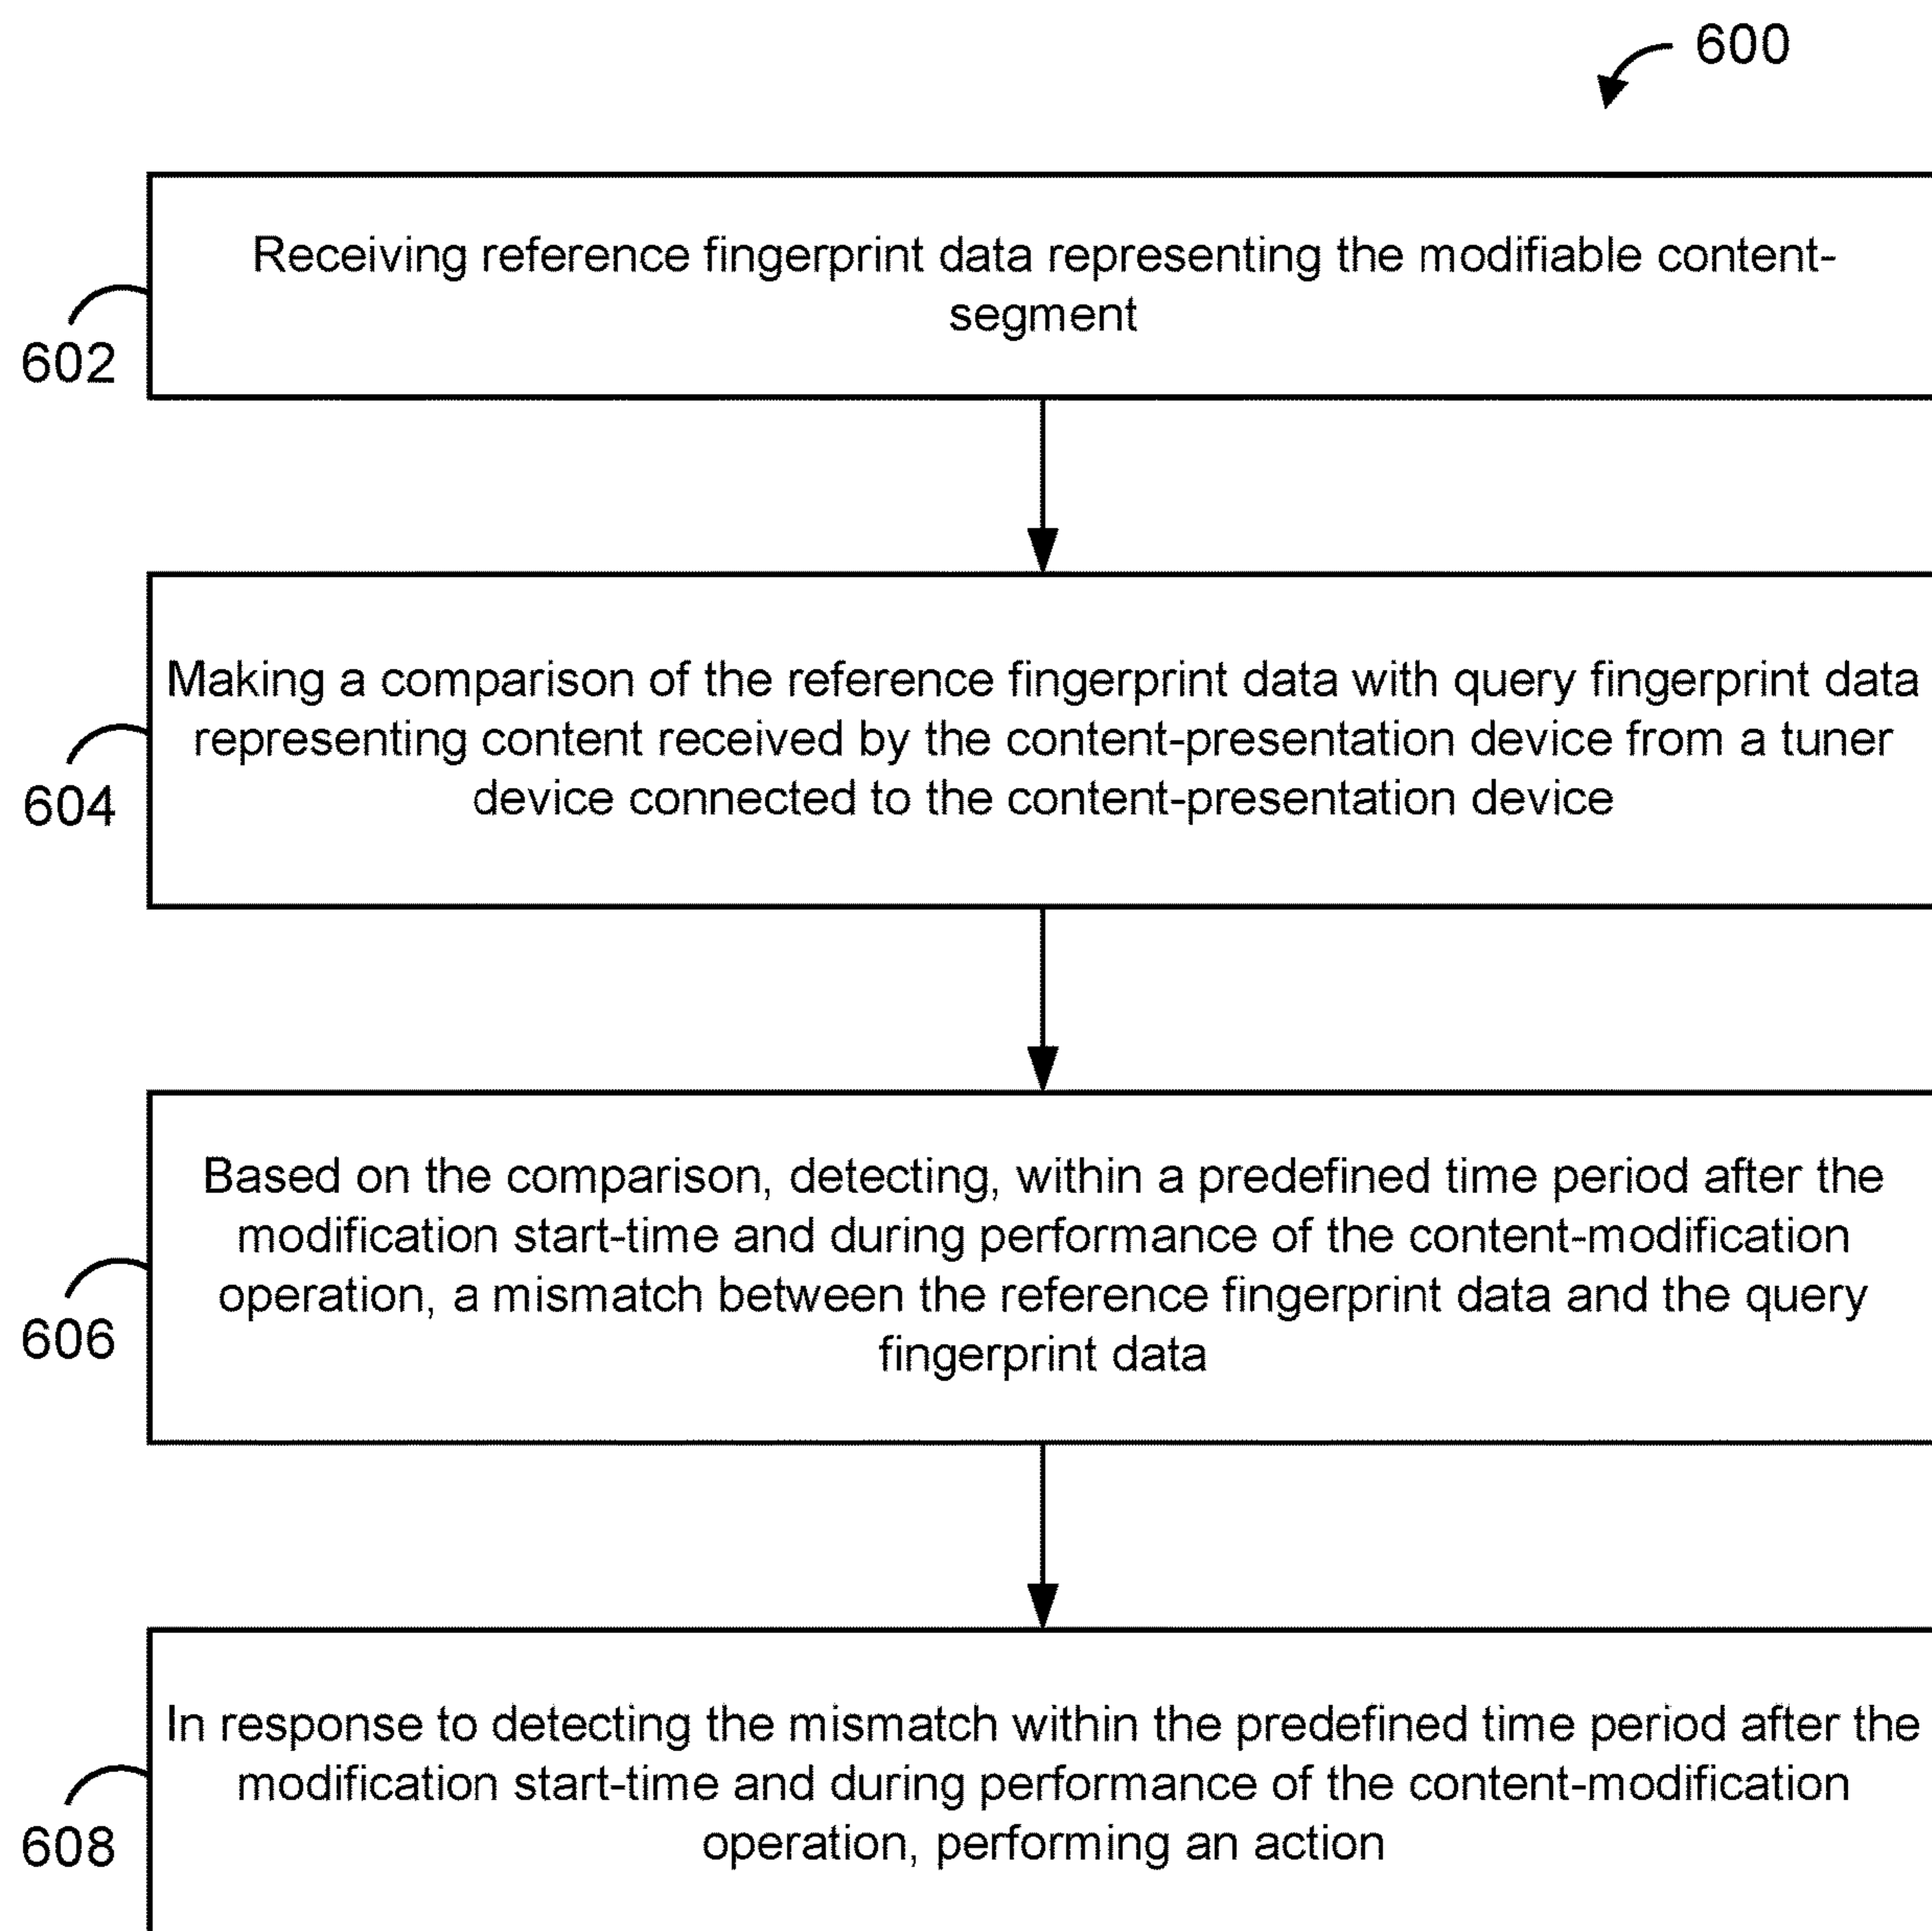 600
Receiving reference fingerprint data representing the modifiable content-
segment
602
Making a comparison of the reference fingerprint data with query fingerprint data
representing content received by the content-presentation device from a tuner
device connected to the content-presentation device
604
Based on the comparison, detecting, within a predefined time period after the
modification start-time and during performance of the content-modification
operation, a mismatch between the reference fingerprint data and the query
fingerprint data
606
In response to detecting the mismatch within the predefined time period after the
modification start-time and during performance of the content-modification
operation, performing an action
608